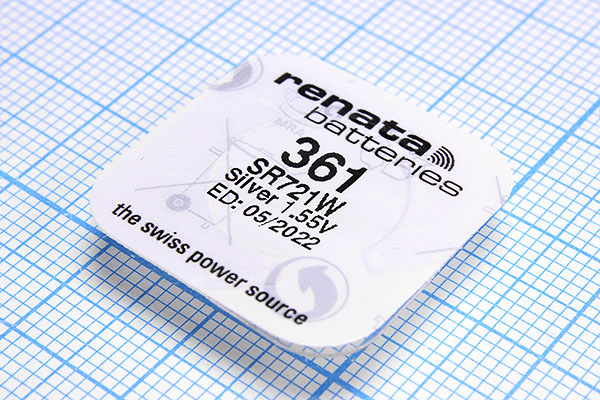 renata
batteries
361
SR721W
Silver 1.55V
ED: 05/2022
the swiss power source